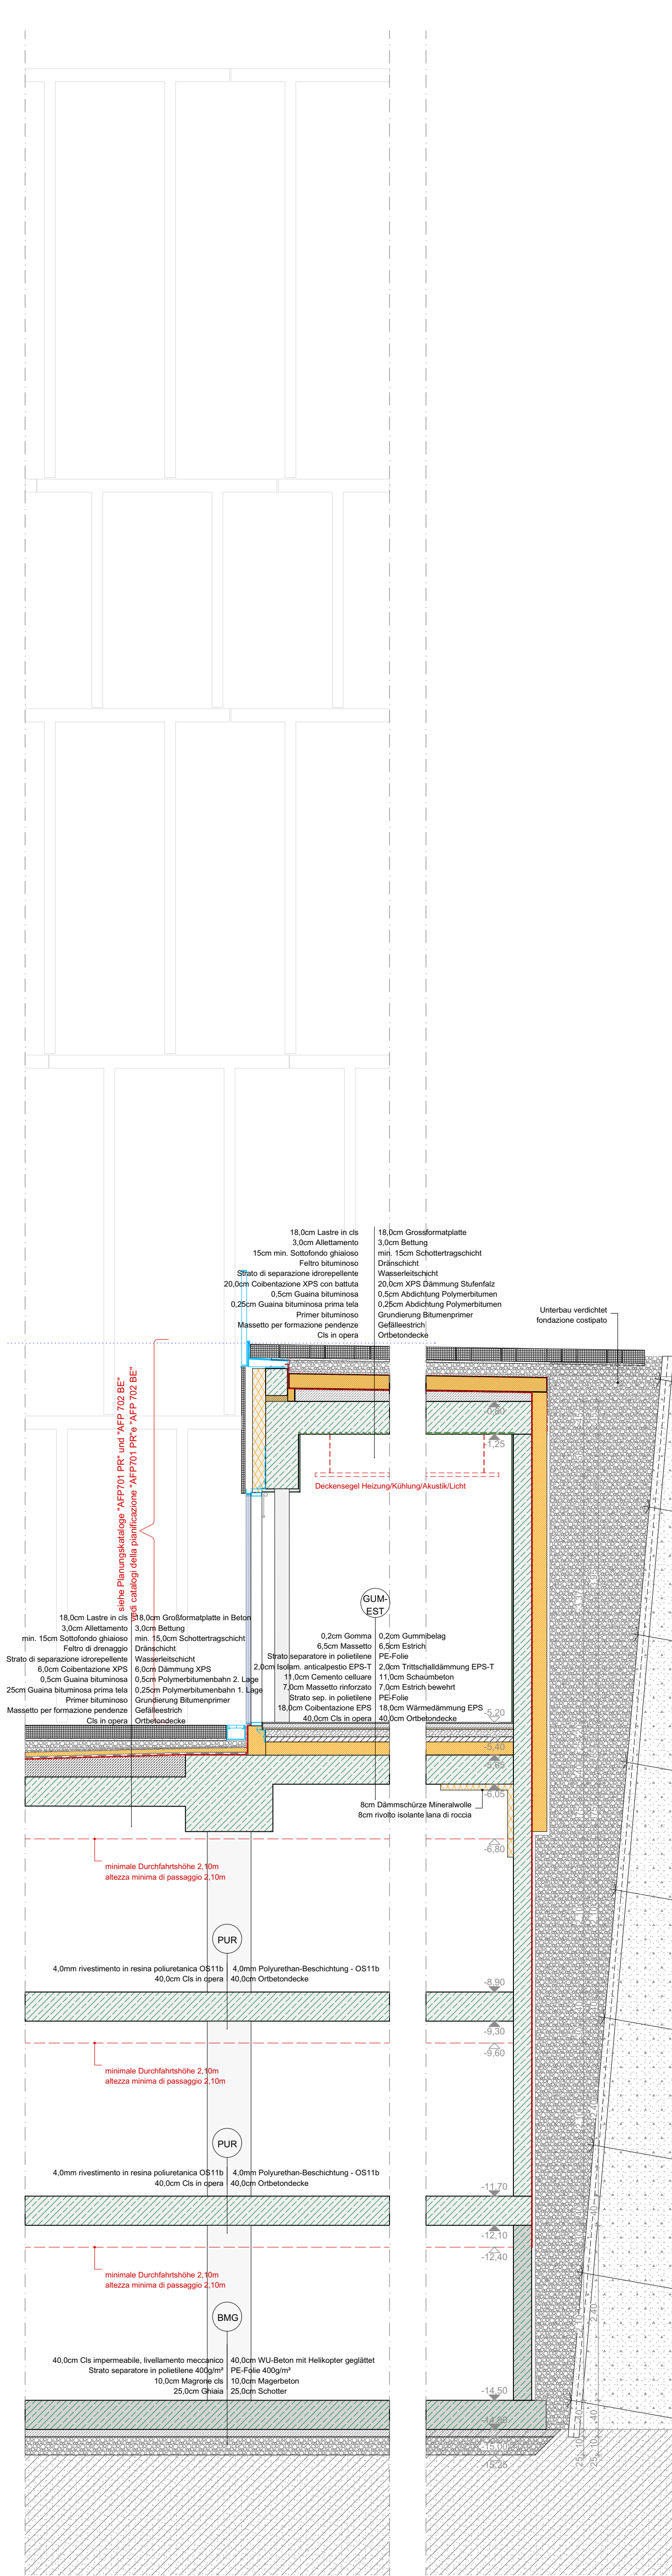 18,0cm Lastre in cls 18,0cm Grossformatplatte
3,0cm Allettamento 3,0cm Bettung
15cm min. Sottofondo ghiaioso min. 15cm Schottertragschicht
Feltro bituminoso Dränschicht
Strato di separazione idrorepellente Wasserleitschicht
20,0cm Coibentazione XPS con battuta 20,0cm XPS Dämmung Stufenfalz
0,5cm Guaina bituminosa 0,5cm Abdichtung Polymerbitumen
0,25cm Guaina bituminosa prima tela 0,25cm Abdichtung Polymerbitumen
Primer bituminoso Grundierung Bitumenprimer
Massetto per formazione pendenze Gefälleestrich
Cls in opera Ortbetondecke
Unterbau verdichtet
fondazione costipato
siehe Planungskataloge "AFP701 PR" und "AFP 702 BE"
vedi catalogi della pianificazione "AFP701 PR"e "AFP 702 BE"
-0,80
-1,25
Deckensegel Heizung/Kühlung/Akustik/Licht
GUM-
EST
18,0cm Lastre in cls 18,0cm Großformatplatte in Beton
3,0cm Allettamento 3,0cm Bettung
min. 15cm Sottofondo ghiaioso min. 15,0cm Schottertragschicht
Feltro di drenaggio Dränschicht
Strato di separazione idrorepellente Wasserleitschicht
6,0cm Coibentazione XPS 6,0cm Dämmung XPS
0,5cm Guaina bituminosa 0,5cm Polymerbitumenbahn 2. Lage
25cm Guaina bituminosa prima tela 0,25cm Polymerbitumenbahn 1. Lage
Primer bituminoso Grundierung Bitumenprimer
Massetto per formazione pendenze Gefälleestrich
Cls in opera Ortbetondecke
0,2cm Gomma 0,2cm Gummibelag
6,5cm Massetto 6,5cm Estrich
Strato separatore in polietilene PE-Folie
2,0cm Isolam. anticalpestio EPS-T 2,0cm Trittschalldämmung EPS-T
11,0cm Cemento celluare 11,0cm Schaumbeton
7,0cm Massetto rinforzato 7,0cm Estrich bewehrt
Strato sep. in polietilene PE-Folie
18,0cm Coibentazione EPS 18,0cm Wärmedämmung EPS
40,0cm Cls in opera 40,0cm Ortbetondecke
-5,20
-5,40
-5,65
-6,05
8cm Dämmschürze Mineralwolle
8cm rivolto isolante lana di roccia
-6,80
minimale Durchfahrtshöhe 2,10m
altezza minima di passaggio 2,10m
PUR
4,0mm rivestimento in resina poliuretanica OS11b 4,0mm Polyurethan-Beschichtung - OS11b
40,0cm Cls in opera 40,0cm Ortbetondecke
-8,90
-9,30
-9,60
minimale Durchfahrtshöhe 2,10m
altezza minima di passaggio 2,10m
PUR
4,0mm rivestimento in resina poliuretanica OS11b 4,0mm Polyurethan-Beschichtung - OS11b
40,0cm Cls in opera 40,0cm Ortbetondecke
-11,70
-12,10
-12,40
minimale Durchfahrtshöhe 2,10m
altezza minima di passaggio 2,10m
BMG
40,0cm Cls impermeabile, livellamento meccanico 40,0cm WU-Beton mit Helikopter geglättet
Strato separatore in polietilene 400g/m² PE-Folie 400g/m²
10,0cm Magrone cls 10,0cm Magerbeton
25,0cm Ghiaia 25,0cm Schotter
-14,50
-14,90
-15,00
-15,25
2,40
40
2,10
2,40
40
10
25
40
10
25